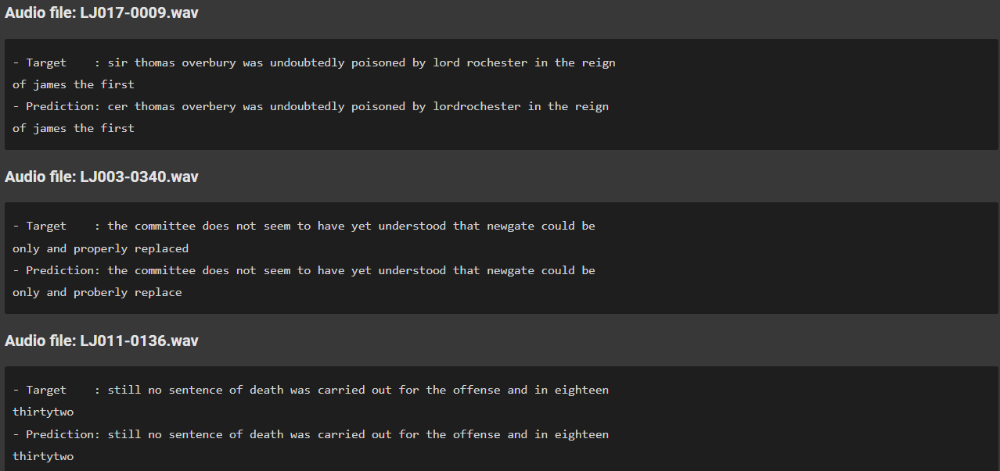 Audio file: LJ017-0009.wav
- Target    : sir thomas overbury was undoubtedly poisoned by lord rochester in the reign
of james the first
- Prediction: cer thomas overbery was undoubtedly poisoned by lordrochester in the reign
of james the first
Audio file: LJ003-0340.wav
- Target    : the committee does not seem to have yet understood that newgate could be
only and properly replaced
- Prediction: the committee does not seem to have yet understood that newgate could be
only and proberly replace
Audio file: LJ011-0136.wav
- Target    : still no sentence of death was carried out for the offense and in eighteen
thirtytwo
- Prediction: still no sentence of death was carried out for the offense and in eighteen
thirtytwo